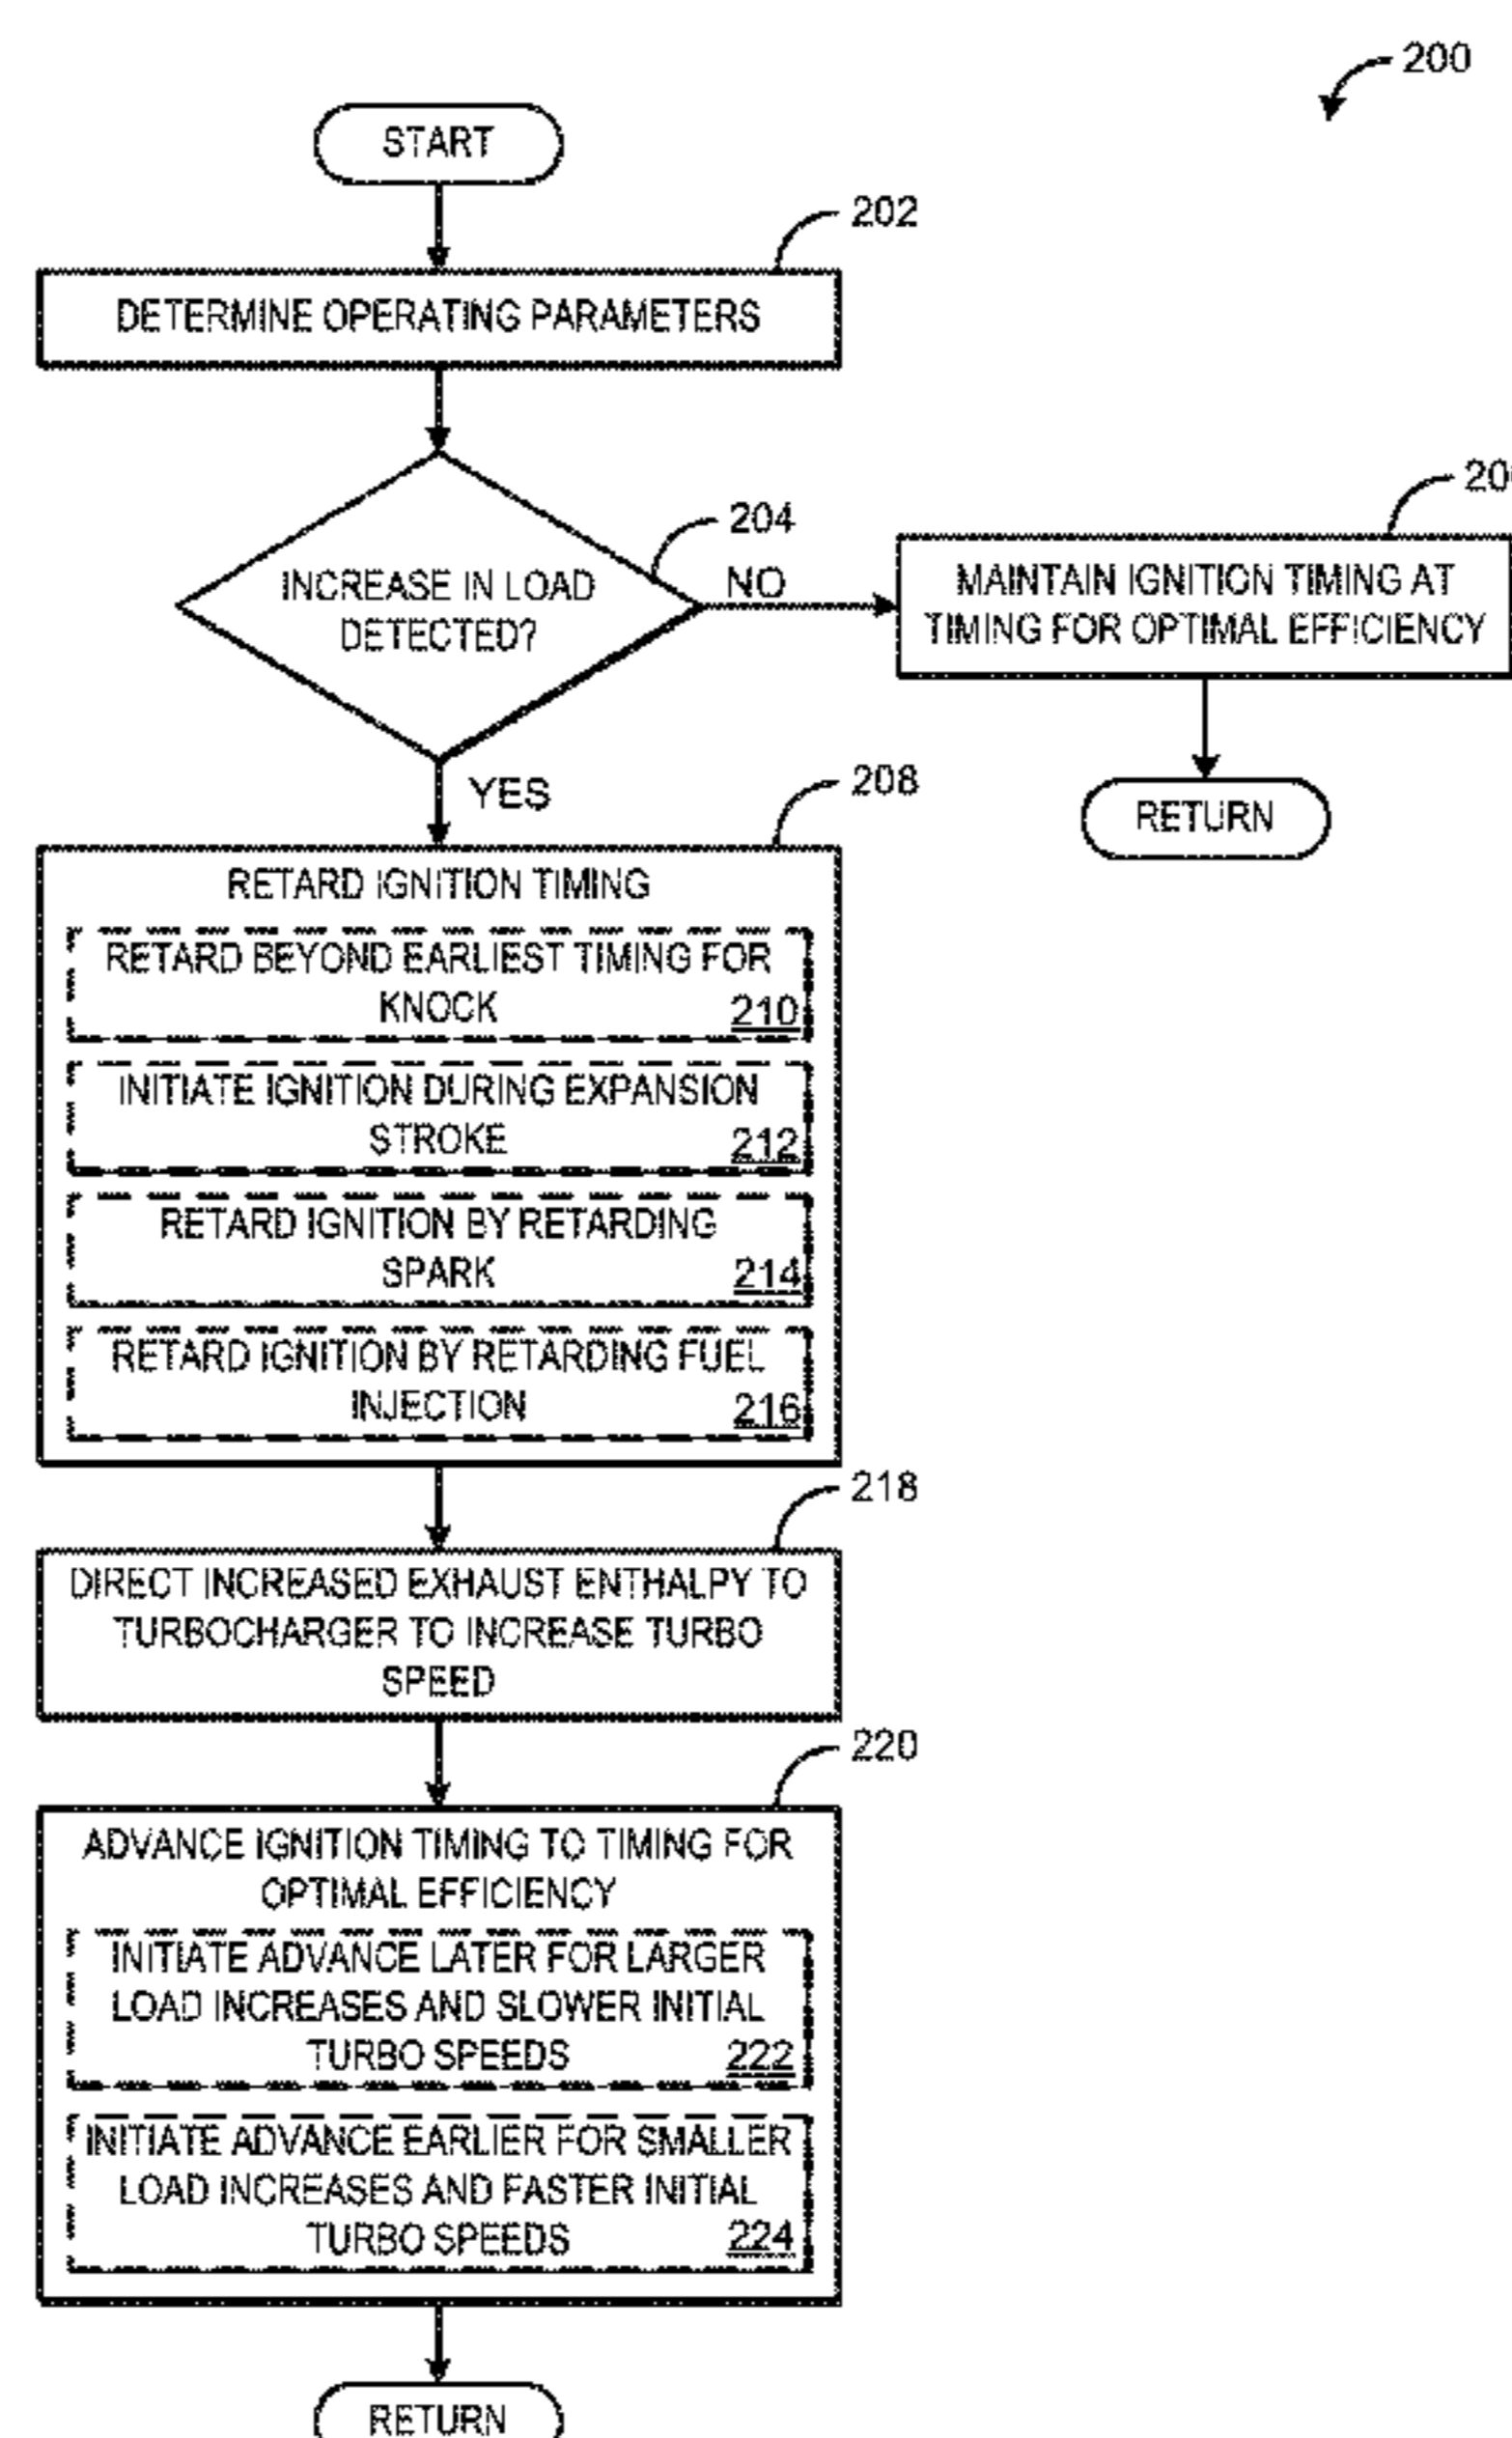 200
START
202
DETERMINE OPERATING PARAMETERS
204
INCREASE IN LOAD
DETECTED?
NO
MAINTAIN IGNITION TIMING AT
TIMING FOR OPTIMAL EFFICIENCY
RETURN
YES
208
RETARD IGNITION TIMING
RETARD BEYOND EARLIEST TIMING FOR
KNOCK 210
INITIATE IGNITION DURING EXPANSION
STROKE 212
RETARD IGNITION BY RETARDING
SPARK 214
RETARD IGNITION BY RETARDING FUEL
INJECTION 216
218
DIRECT INCREASED EXHAUST ENTHALPY TO
TURBOCHARGER TO INCREASE TURBO
SPEED
220
ADVANCE IGNITION TIMING TO TIMING FOR
OPTIMAL EFFICIENCY
INITIATE ADVANCE LATER FOR LARGER
LOAD INCREASES AND SLOWER INITIAL
TURBO SPEEDS 222
INITIATE ADVANCE EARLIER FOR SMALLER
LOAD INCREASES AND FASTER INITIAL
TURBO SPEEDS 224
RETURN